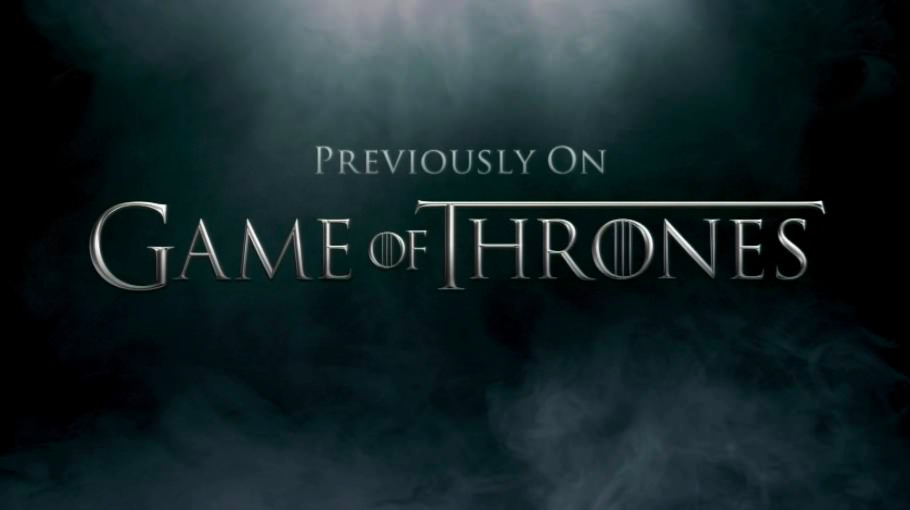 PREVIOUSLY ON
GAME OF THRONES